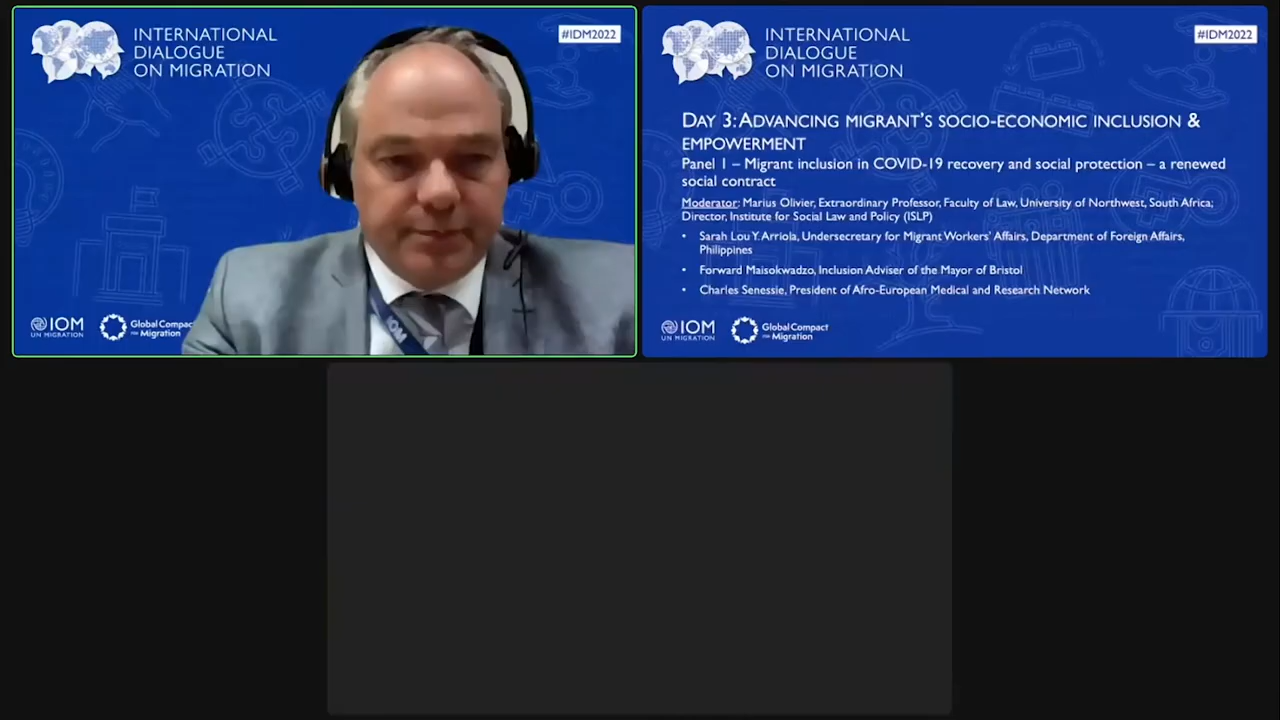 INTERNATIONAL
DIALOGUE
ON MIGRATION
#IDM2022
IOM
UN MIGRATION
Global Compac
FOR Migration
IOM
INTERNATIONAL
DIALOGUE
ON MIGRATION
#IDM2022
DAY 3: ADVANCING MIGRANT'S SOCIO-ECONOMIC INCLUSION &
EMPOWERMENT
Panel 1 – Migrant inclusion in COVID-19 recovery and social protection – a renewed
social contract
Moderator: Marius Olivier, Extraordinary Professor, Faculty of Law, University of Northwest, South Africa;
Director, Institute for Social Law and Policy (ISLP)
• Sarah Lou Y. Arriola, Undersecretary for Migrant Workers' Affairs, Department of Foreign Affairs,
Philippines
• Forward Maisokwadzo, Inclusion Adviser of the Mayor of Bristol
• Charles Senessie, President of Afro-European Medical and Research Network
IOM
UN MIGRATION
Global Compact
FOR Migration